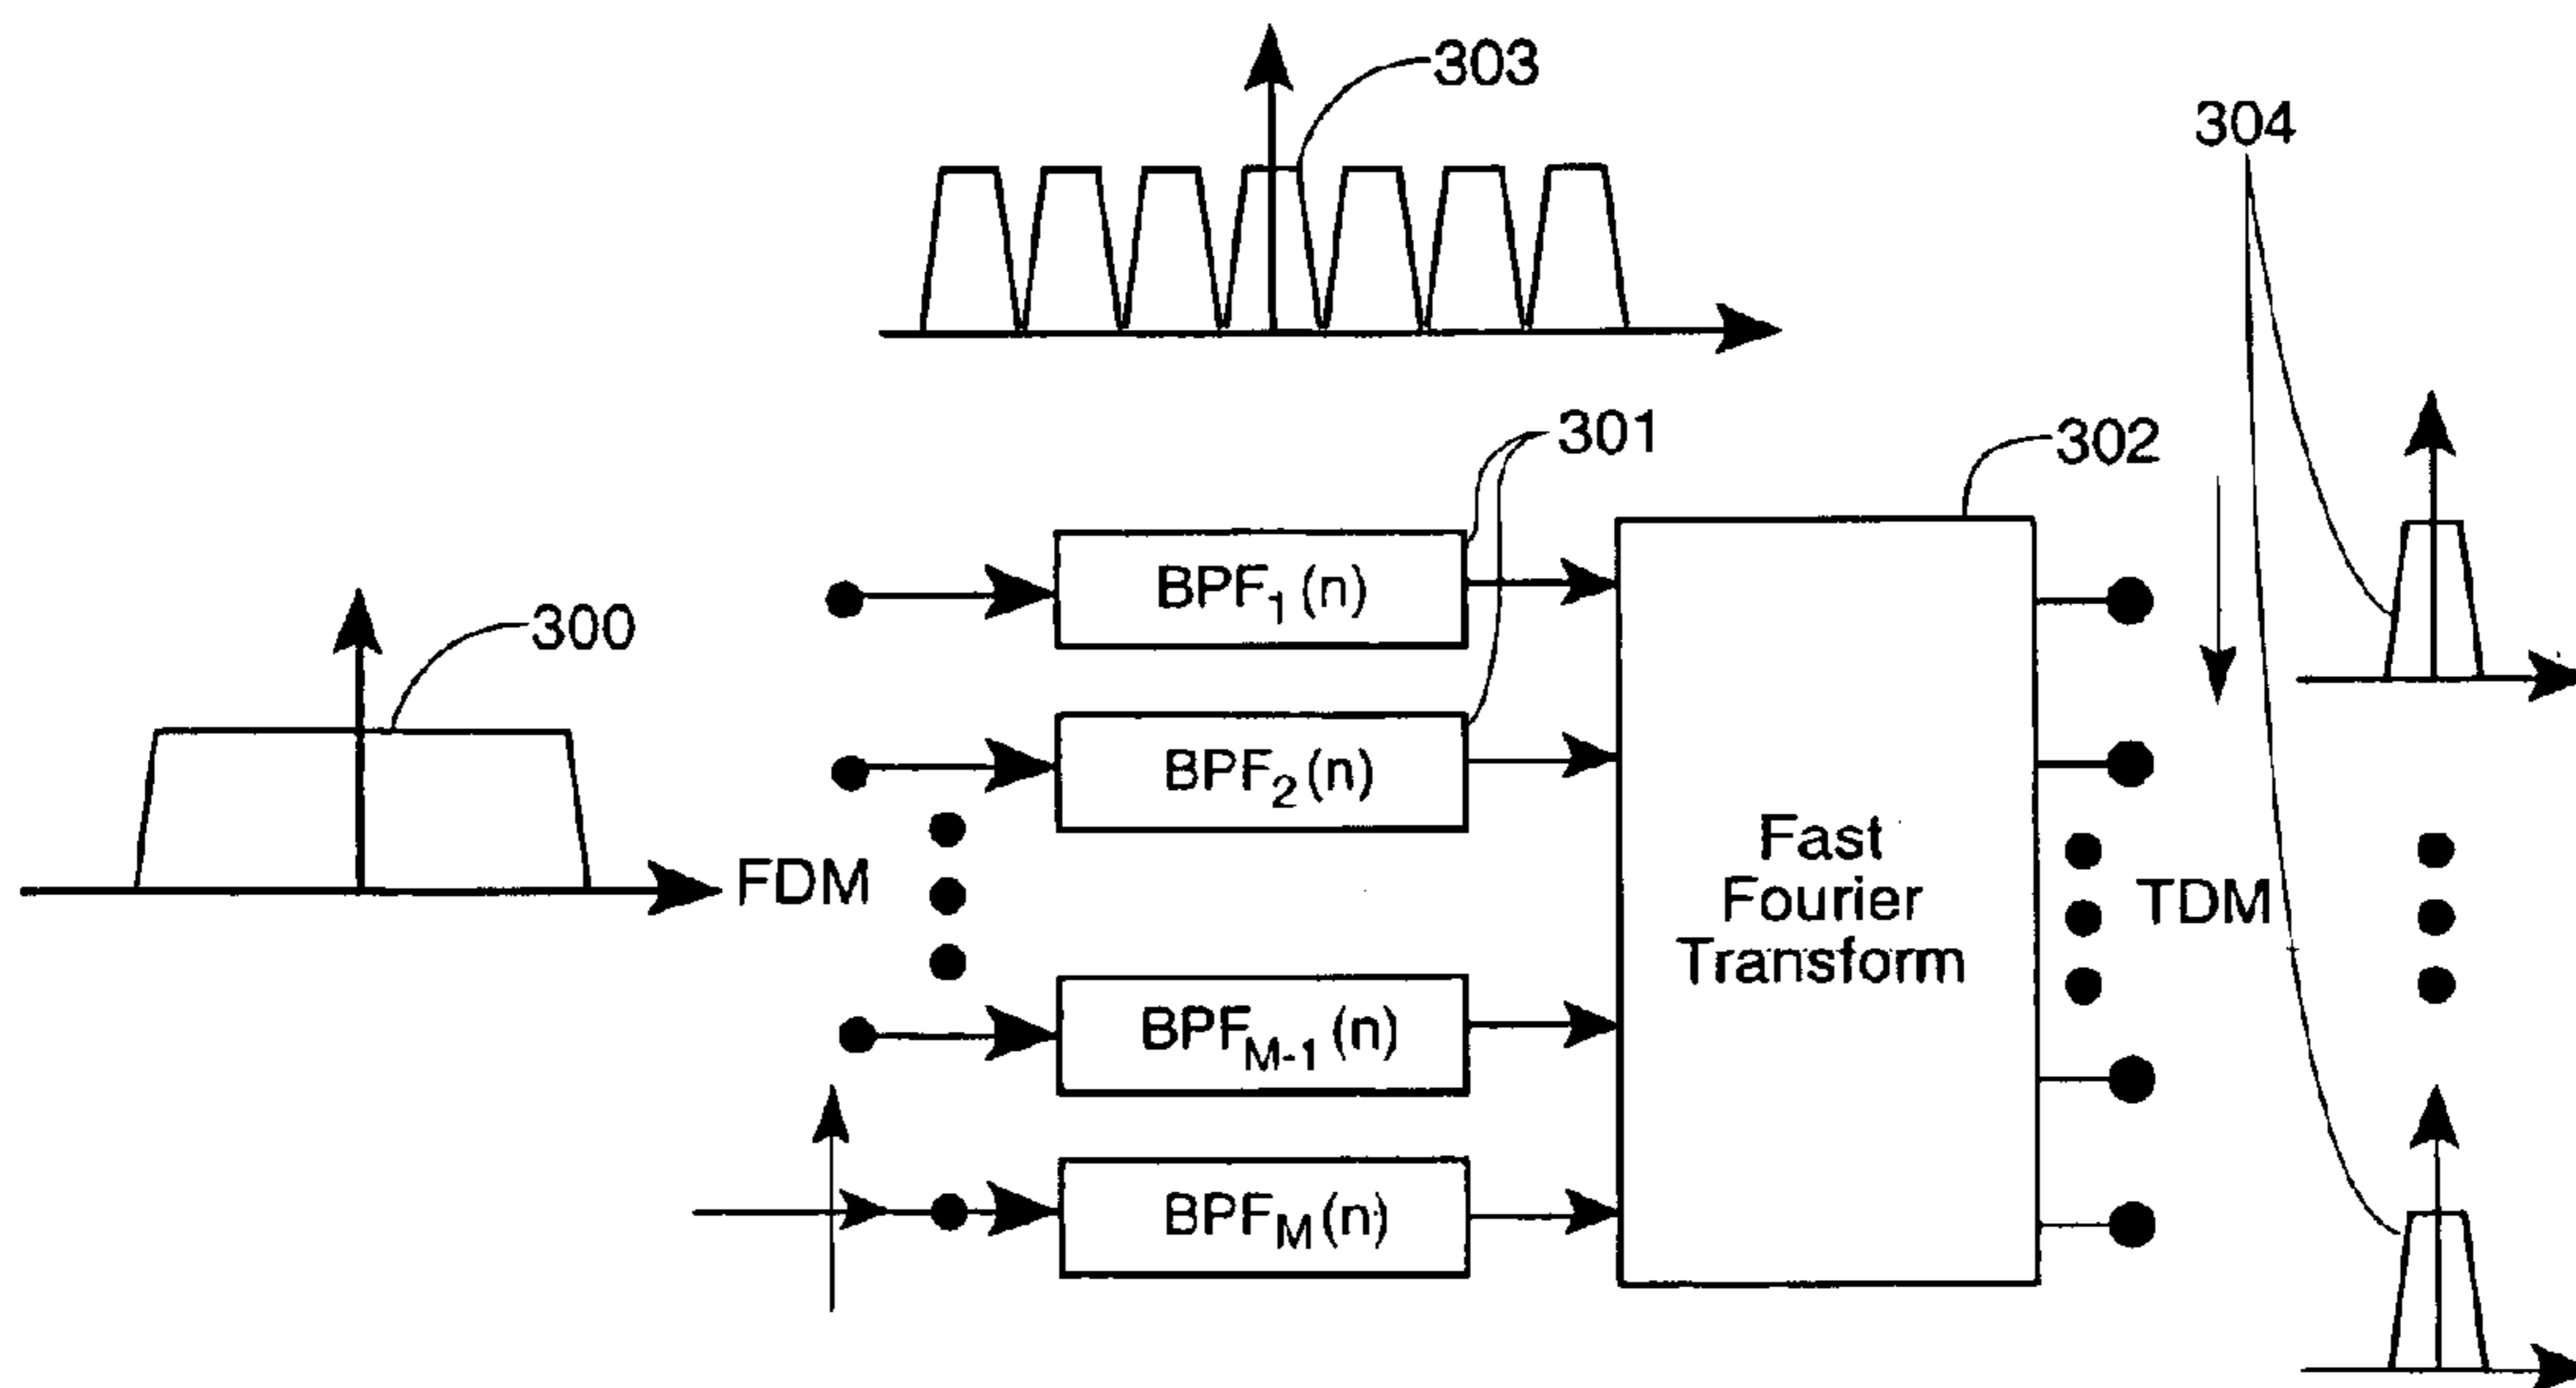 303
304
301
302
BPF1 (n)
300
BPF2 (n)
Fast
Fourier
Transform
FDM
TDM
BPFM-1 (n)
BPFM (n)